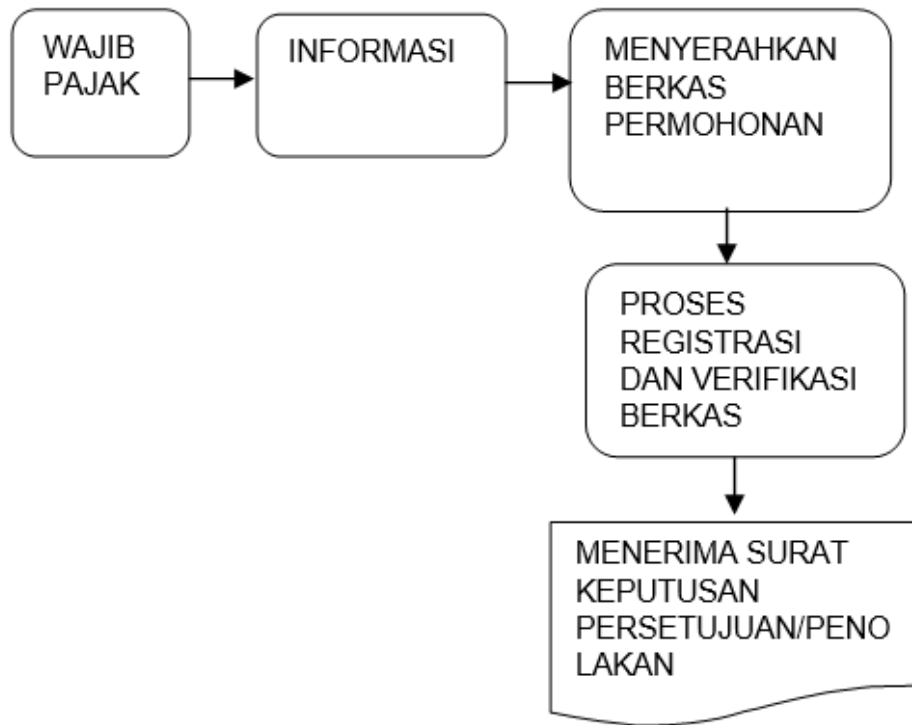 WAJIB
PAJAK
INFORMASI
MENYERAHKAN
BERKAS
PERMOHONAN
PROSES
REGISTRASI
DAN VERIFIKASI
BERKAS
MENERIMA SURAT
KEPUTUSAN
PERSETUJUAN/PENO
LAKAN